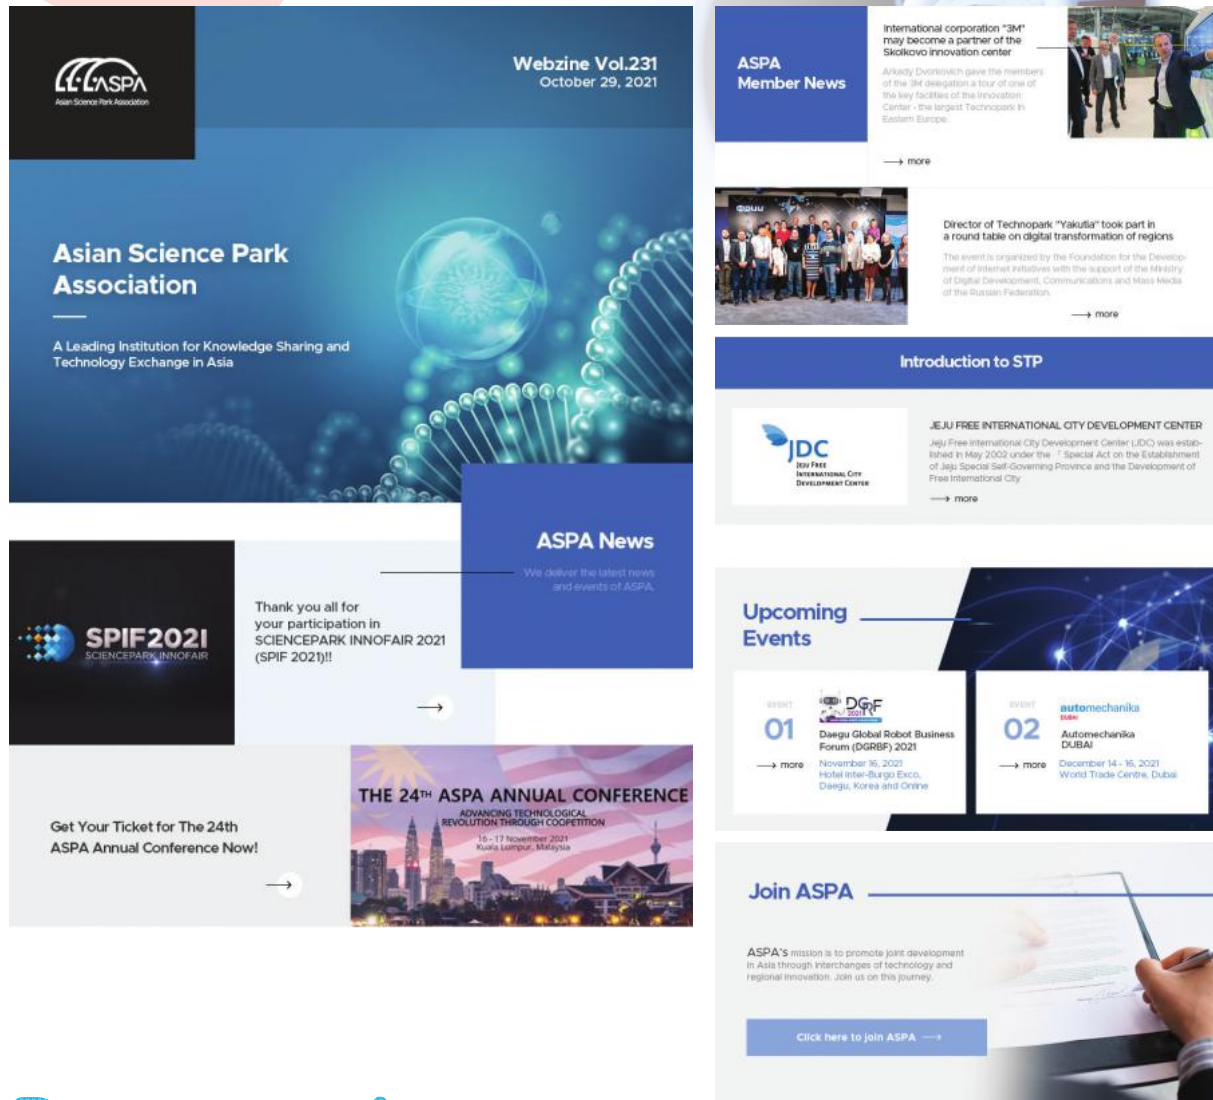 ASPA
Asian Science Park Association
Webzine Vol.231
October 29, 2021
Asian Science Park
Association
A Leading Institution for Knowledge Sharing and
Technology Exchange in Asia
ASPA News
We deliver the latest news
and events of ASPA.
SPIF2021
SCIENCEPARK INNOFAIR
Thank you all for
your participation in
SCIENCEPARK INNOFAIR 2021
(SPIF 2021)!!
Get Your Ticket for The 24th
ASPA Annual Conference Now!
THE 24TH ASPA ANNUAL CONFERENCE
ADVANCING TECHNOLOGICAL
REVOLUTION THROUGH COOPETITION
16 - 17 November 2021
Kuala Lumpur, Malaysia
ASPA
Member News
International corporation "3M"
may become a partner of the
Skolkovo innovation center
Arkady Dvorkovich gave the members
of the 3M delegation a tour of one of
the key facilities of the Innovation
Center - the largest Technopark in
Eastern Europe.
more
Director of Technopark "Yakutia" took part in
a round table on digital transformation of regions
The event is organized by the Foundation for the Develop-
ment of Internet Initiatives with the support of the Ministry
of Digital Development, Communications and Mass Media
of the Russian Federation.
more
Introduction to STP
JDC
JEJU FREE
INTERNATIONAL CITY
DEVELOPMENT CENTER
JEJU FREE INTERNATIONAL CITY DEVELOPMENT CENTER
Jeju Free International City Development Center (JDC) was estab-
lished in May 2002 under the 「 Special Act on the Establishment
of Jeju Special Self-Governing Province and the Development of
Free International City
more
Upcoming
Events
EVENT
01
more
DGRF
2021
Daegu Global Robot Business
Forum (DGRBF) 2021
November 16, 2021
Hotel Inter-Burgo Exco,
Daegu, Korea and Online
EVENT
02
more
automechanika
DUBAI
Automechanika
DUBAI
December 14 - 16, 2021
World Trade Centre, Dubai
Join ASPA
ASPA's mission is to promote joint development
in Asia through interchanges of technology and
regional innovation. Join us on this journey.
Click here to join ASPA